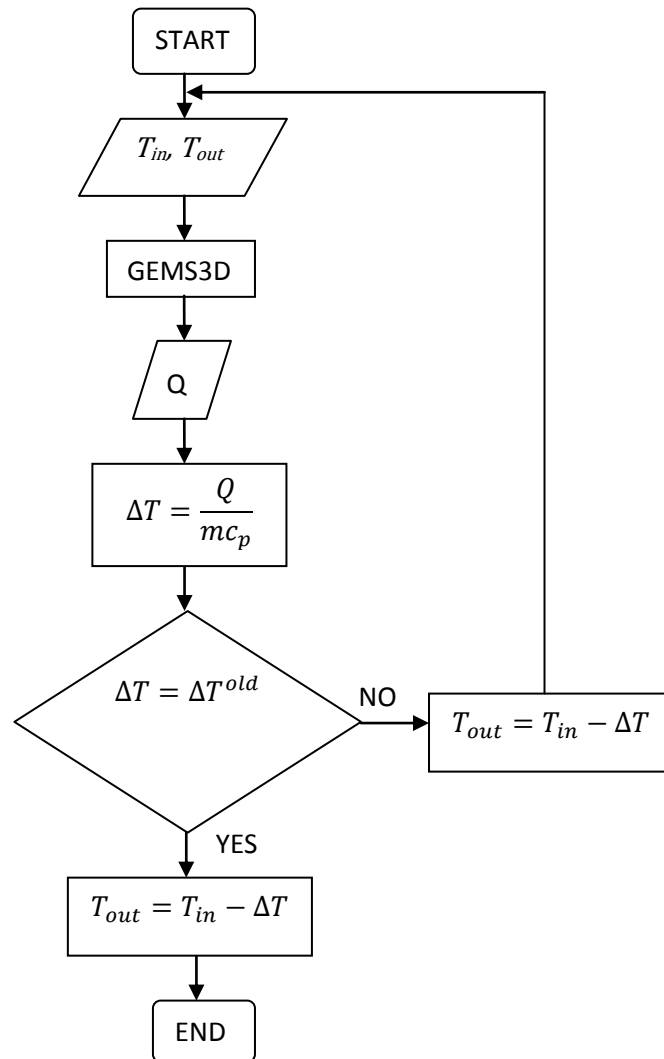 START
T_in, T_out
GEMS3D
Q
ΔT = Q/mc_p
ΔT = ΔT^old
NO
T_out = T_in − ΔT
YES
T_out = T_in − ΔT
END